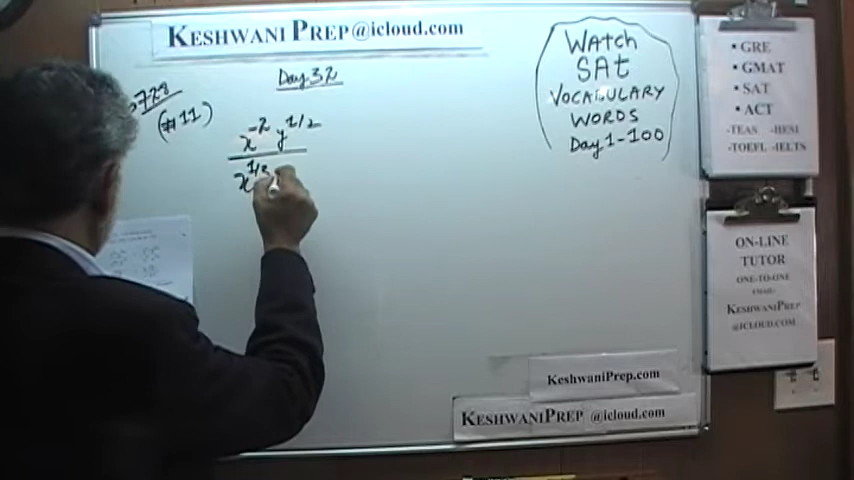 KESHWANI PREP@icloud.com
Day 32
728
(#11)
x⁻² y^1/2
x^1/2
WAtch
SAt
VOCABULARY
WORDS
Day 1-100
▪ GRE
▪ GMAT
▪ SAT
▪ ACT
-TEAS -HESI
-TOEFL -IELTS
ON-LINE
TUTOR
ONE-TO-ONE
EMAIL:
KESHWANIPREP
@ICLOUD.COM
KeshwaniPrep.com
KESHWANIPREP @icloud.com